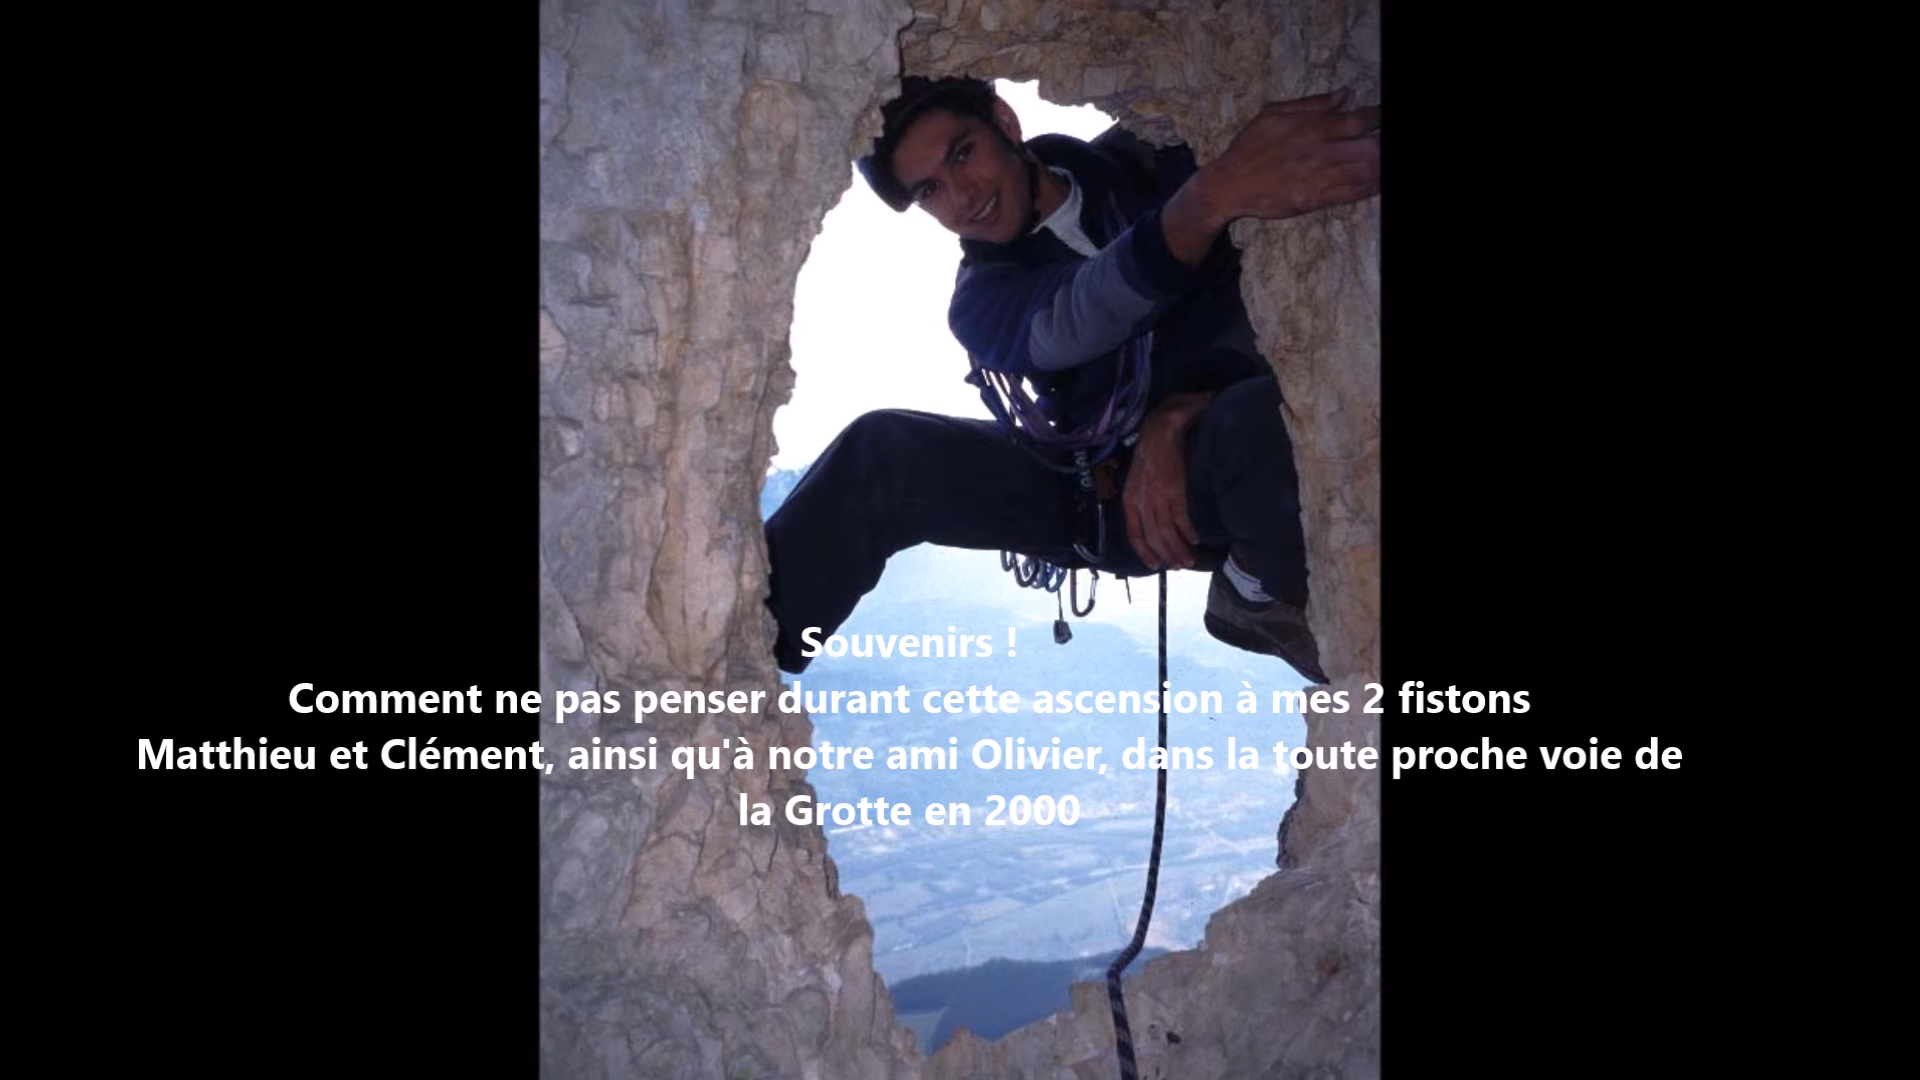 Souvenirs !
Comment ne pas penser durant cette ascension à mes 2 fistons
Matthieu et Clément, ainsi qu'à notre ami Olivier, dans la toute proche voie de
la Grotte en 2000